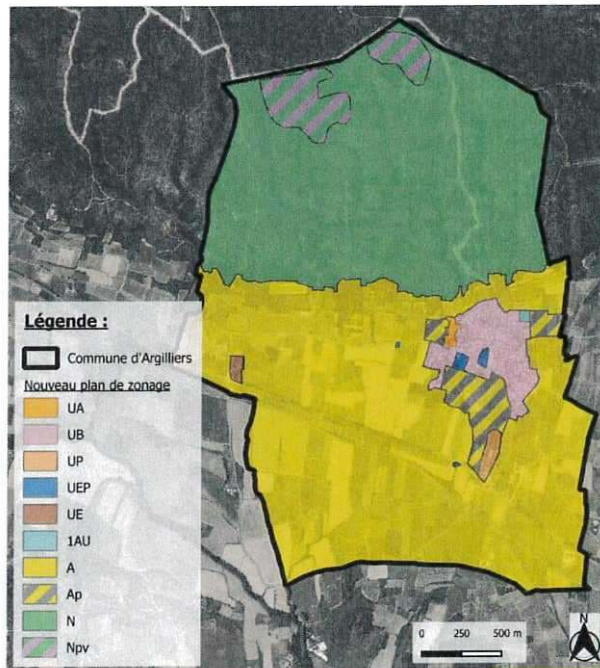 Légende :
Commune d'Argilliers
Nouveau plan de zonage
UA
UB
UP
UEP
UE
1AU
A
Ap
N
Npv
0 250 500 m
N